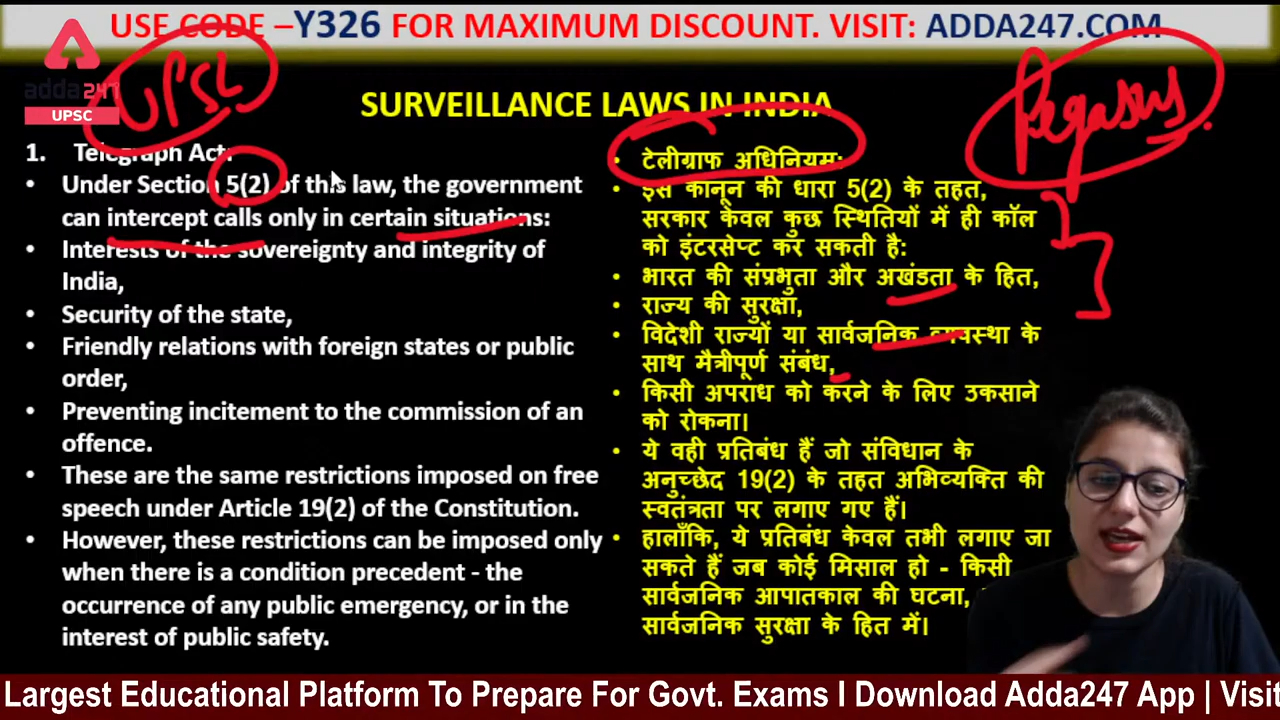 USE CODE –Y326 FOR MAXIMUM DISCOUNT. VISIT: ADDA247.COM
adda247
UPSC
UPSC
Pegasus
SURVEILLANCE LAWS IN INDIA
1. Telegraph Act:
• Under Section 5(2) of this law, the government
can intercept calls only in certain situations:
• Interests of the sovereignty and integrity of
India,
• Security of the state,
• Friendly relations with foreign states or public
order,
• Preventing incitement to the commission of an
offence.
• These are the same restrictions imposed on free
speech under Article 19(2) of the Constitution.
• However, these restrictions can be imposed only
when there is a condition precedent - the
occurrence of any public emergency, or in the
interest of public safety.
• टेलीग्राफ अधिनियम:
• इस कानून की धारा 5(2) के तहत,
सरकार केवल कुछ स्थितियों में ही कॉल
को इंटरसेप्ट कर सकती है:
• भारत की संप्रभुता और अखंडता के हित,
• राज्य की सुरक्षा,
• विदेशी राज्यों या सार्वजनिक व्यवस्था के
साथ मैत्रीपूर्ण संबंध,
• किसी अपराध को करने के लिए उकसाने
को रोकना।
• ये वही प्रतिबंध हैं जो संविधान के
अनुच्छेद 19(2) के तहत अभिव्यक्ति की
स्वतंत्रता पर लगाए गए हैं।
• हालाँकि, ये प्रतिबंध केवल तभी लगाए जा
सकते हैं जब कोई मिसाल हो - किसी
सार्वजनिक आपातकाल की घटना,
सार्वजनिक सुरक्षा के हित में।
Largest Educational Platform To Prepare For Govt. Exams I Download Adda247 App | Visit